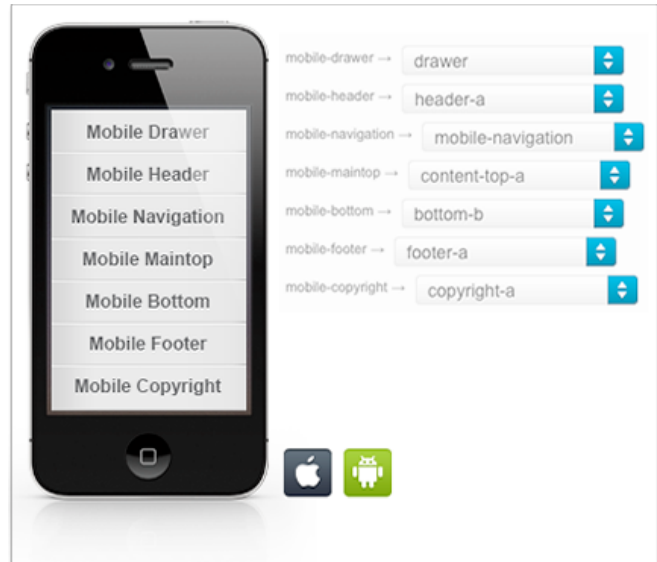 Mobile Drawer
Mobile Header
Mobile Navigation
Mobile Maintop
Mobile Bottom
Mobile Footer
Mobile Copyright
mobile-drawer → drawer
mobile-header → header-a
mobile-navigation → mobile-navigation
mobile-maintop → content-top-a
mobile-bottom → bottom-b
mobile-footer → footer-a
mobile-copyright → copyright-a